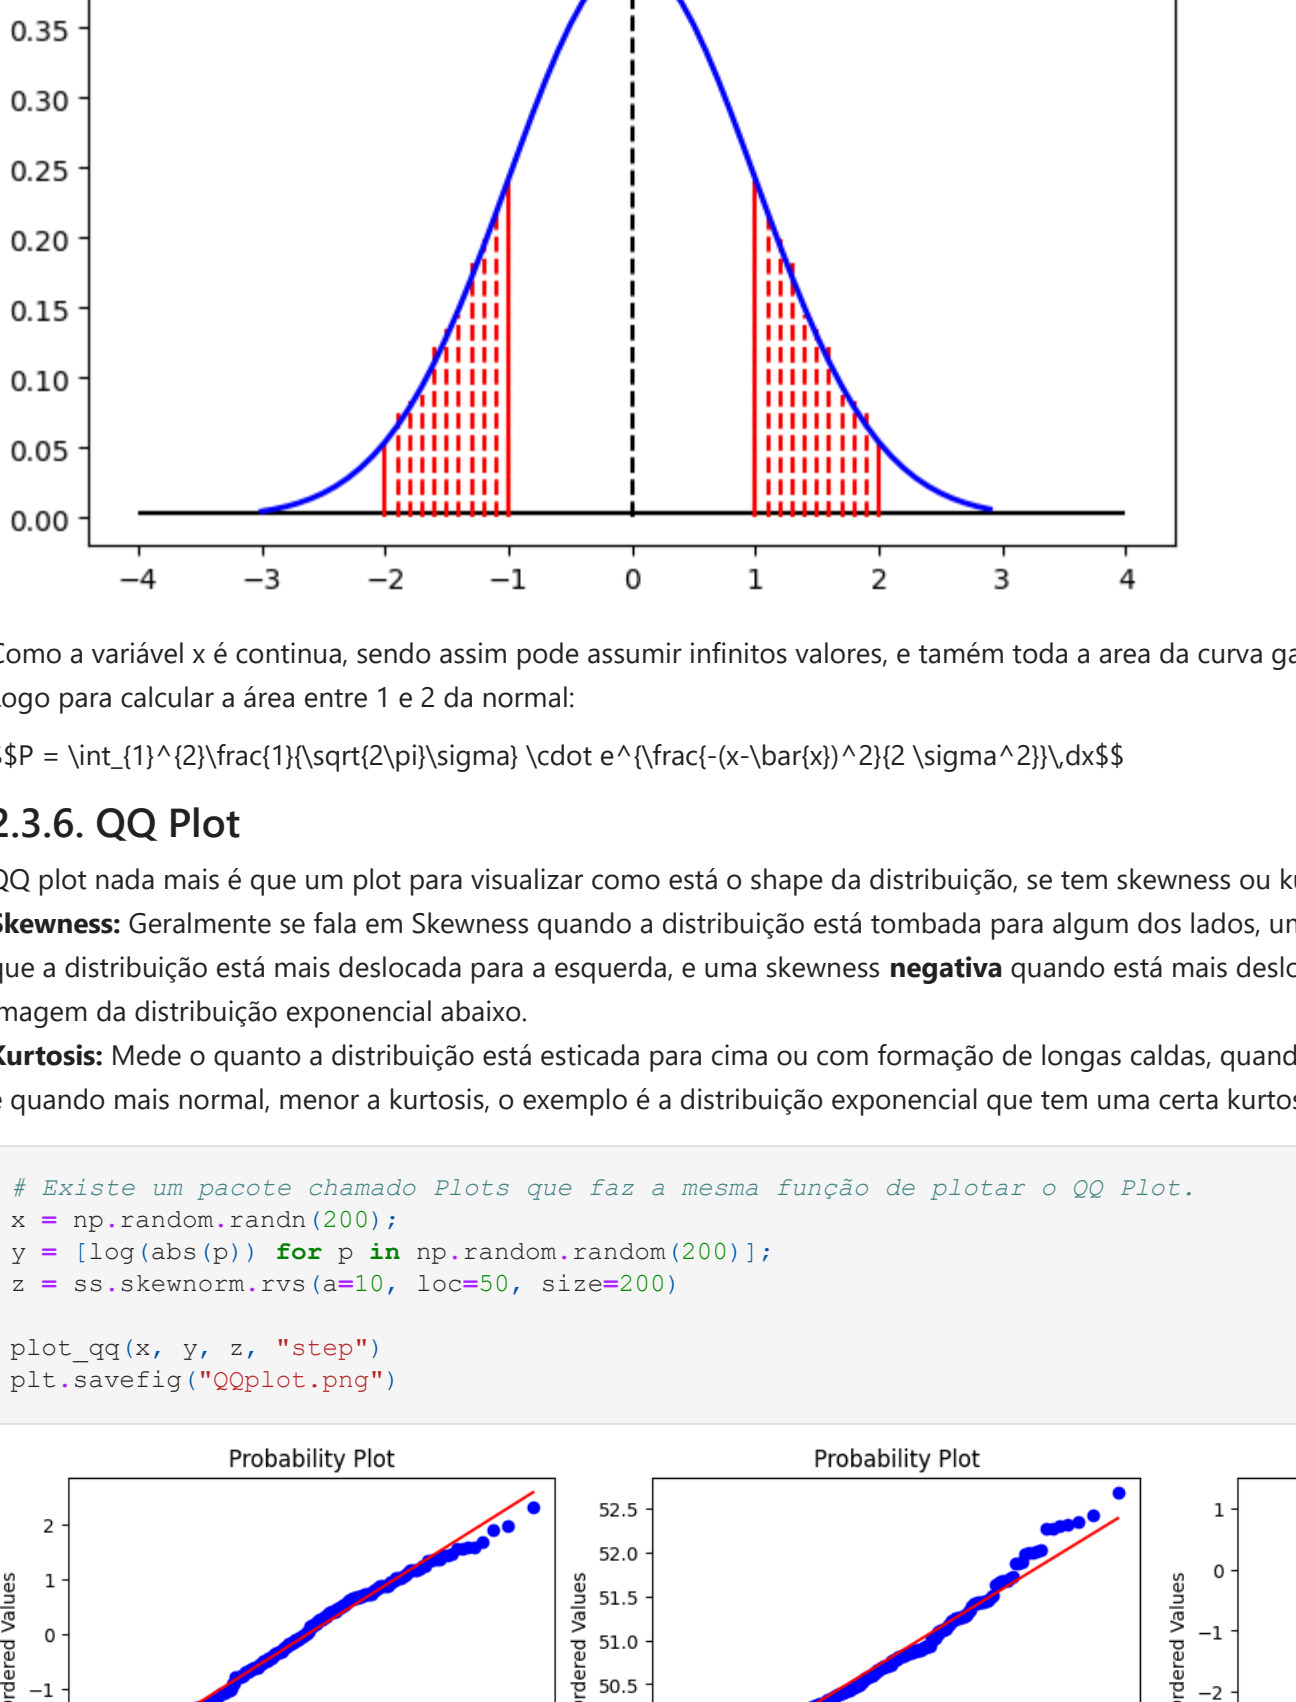 0.35
0.30
0.25
0.20
0.15
0.10
0.05
0.00
−4 −3 −2 −1 0 1 2 3 4
Como a variável x é continua, sendo assim pode assumir infinitos valores, e tamém toda a area da curva
Logo para calcular a área entre 1 e 2 da normal:
$$P = \int_{1}^{2}\frac{1}{\sqrt{2\pi}\sigma} \cdot e^{\frac{-(x-\bar{x})^2}{2 \sigma^2}}\,dx$$
2.3.6. QQ Plot
QQ plot nada mais é que um plot para visualizar como está o shape da distribuição, se tem skewness ou
Skewness: Geralmente se fala em Skewness quando a distribuição está tombada para algum dos lados,
que a distribuição está mais deslocada para a esquerda, e uma skewness negativa quando está mais
imagem da distribuição exponencial abaixo.
Kurtosis: Mede o quanto a distribuição está esticada para cima ou com formação de longas caldas,
e quando mais normal, menor a kurtosis, o exemplo é a distribuição exponencial que tem uma certa
# Existe um pacote chamado Plots que faz a mesma função de plotar o QQ Plot.
x = np.random.randn(200);
y = [log(abs(p)) for p in np.random.random(200)];
z = ss.skewnorm.rvs(a=10, loc=50, size=200)
plot_qq(x, y, z, "step")
plt.savefig("QQplot.png")
Probability Plot
2
1
0
−1
Values
Probability Plot
52.5
52.0
51.5
51.0
50.5
Values
1
0
−1
−2
Values